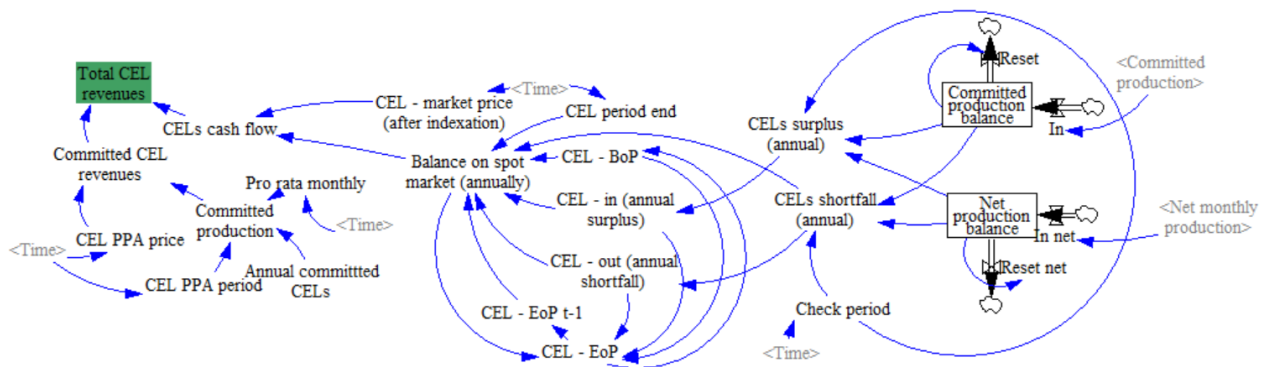 Total CEL
revenues
CELs cash flow
Committed CEL
revenues
Pro rata monthly
Committed
production
<Time>
<Time>
CEL PPA price
CEL PPA period
Annual committted
CELs
CEL - market price
(after indexation)
<Time>
CEL period end
Balance on spot
market (annually)
CEL - BoP
CEL - in (annual
surplus)
CEL - out (annual
shortfall)
CEL - EoP t-1
CEL - EoP
CELs surplus
(annual)
CELs shortfall
(annual)
Check period
<Time>
Reset
Committed
production
balance
In
<Committed
production>
Net
production
balance
In net
<Net monthly
production>
Reset net